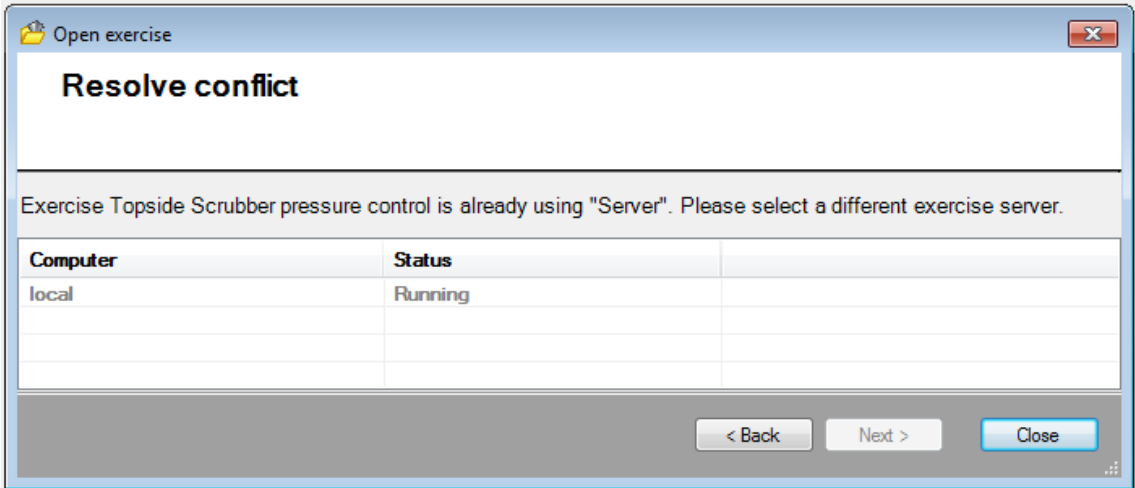 Open exercise
Resolve conflict
Exercise Topside Scrubber pressure control is already using "Server". Please select a different exercise server.
Computer Status
local Running
< Back Next > Close